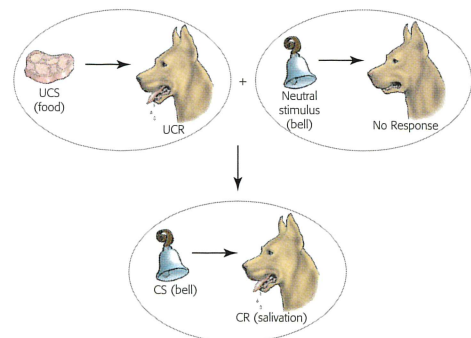 UCS
(food)
UCR
+
Neutral
stimulus
(bell)
No Response
CS (bell)
CR (salivation)